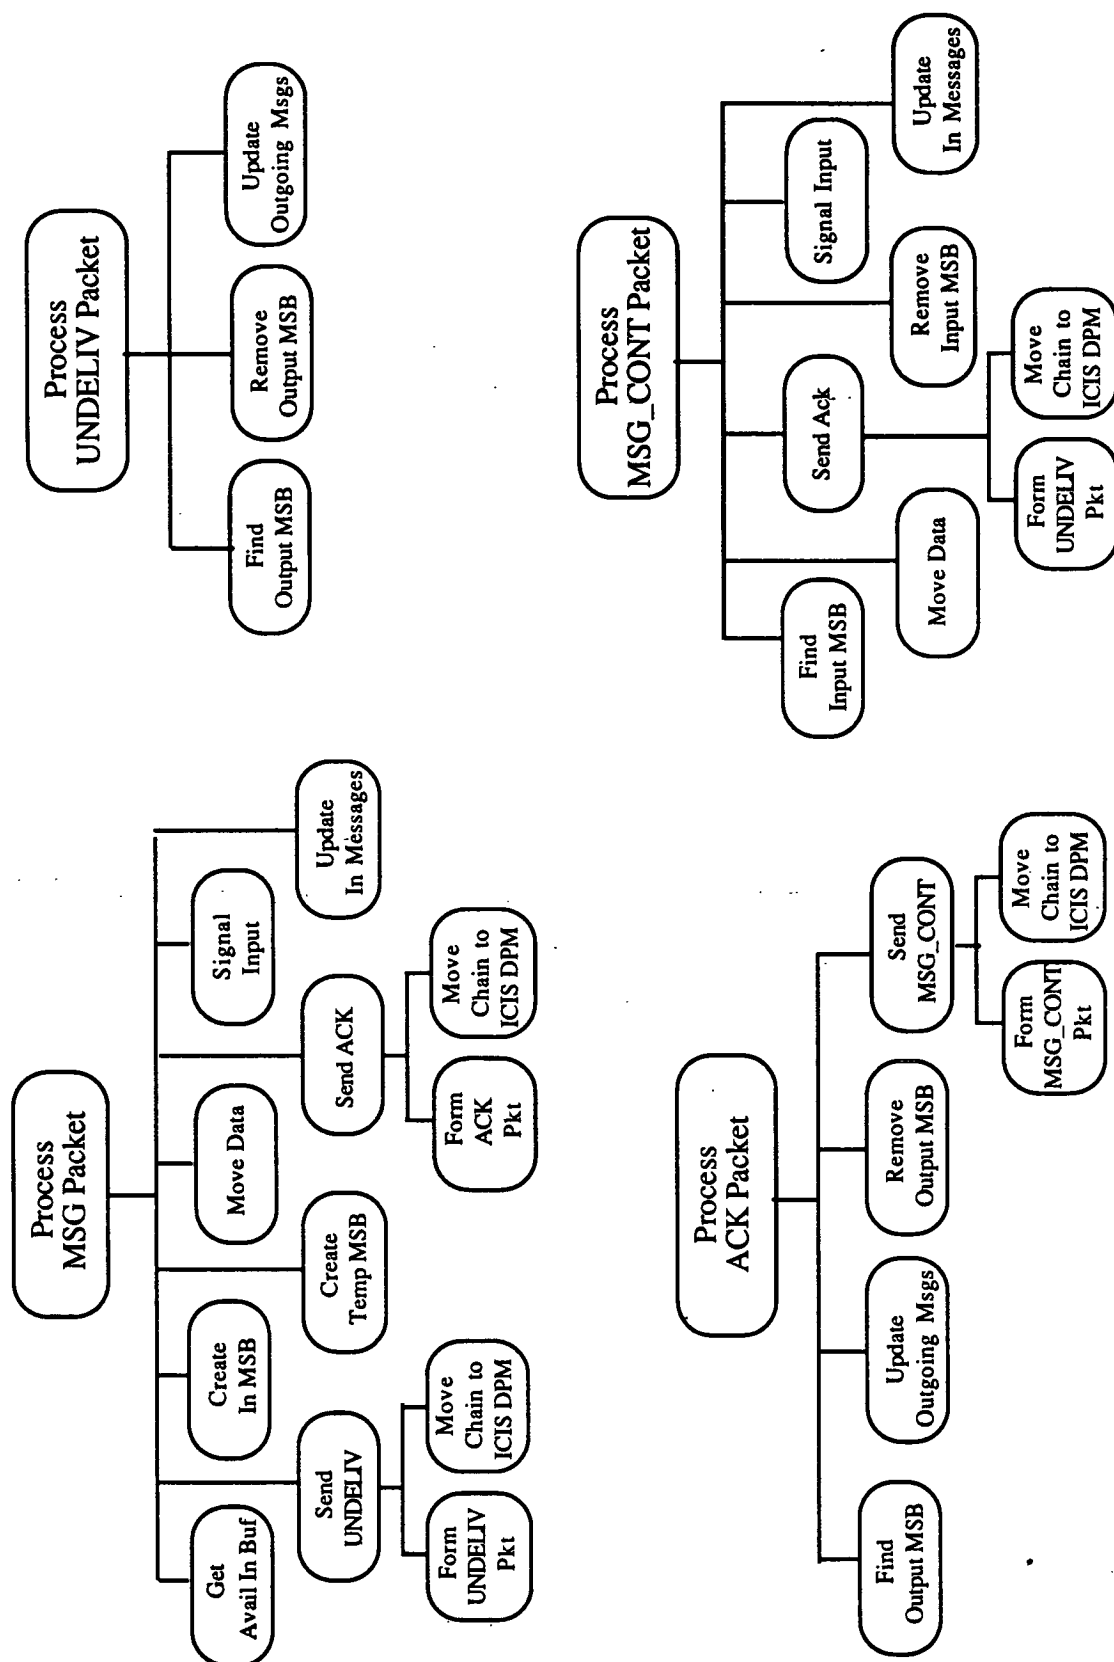 Process
MSG Packet
Get
Avail In Buf
Send
UNDELIV
Form
UNDELIV
Pkt
Move
Chain to
ICIS DPM
Create
In MSB
Create
Temp MSB
Move Data
Send ACK
Form
ACK
Pkt
Move
Chain to
ICIS DPM
Signal
Input
Update
In Messages
Process
UNDELIV Packet
Find
Output MSB
Remove
Output MSB
Update
Outgoing Msgs
Process
ACK Packet
Find
Output MSB
Update
Outgoing Msgs
Remove
Output MSB
Send
MSG_CONT
Form
MSG_CONT
Pkt
Move
Chain to
ICIS DPM
Process
MSG_CONT Packet
Find
Input MSB
Move Data
Send Ack
Form
UNDELIV
Pkt
Move
Chain to
ICIS DPM
Remove
Input MSB
Signal Input
Update
In Messages